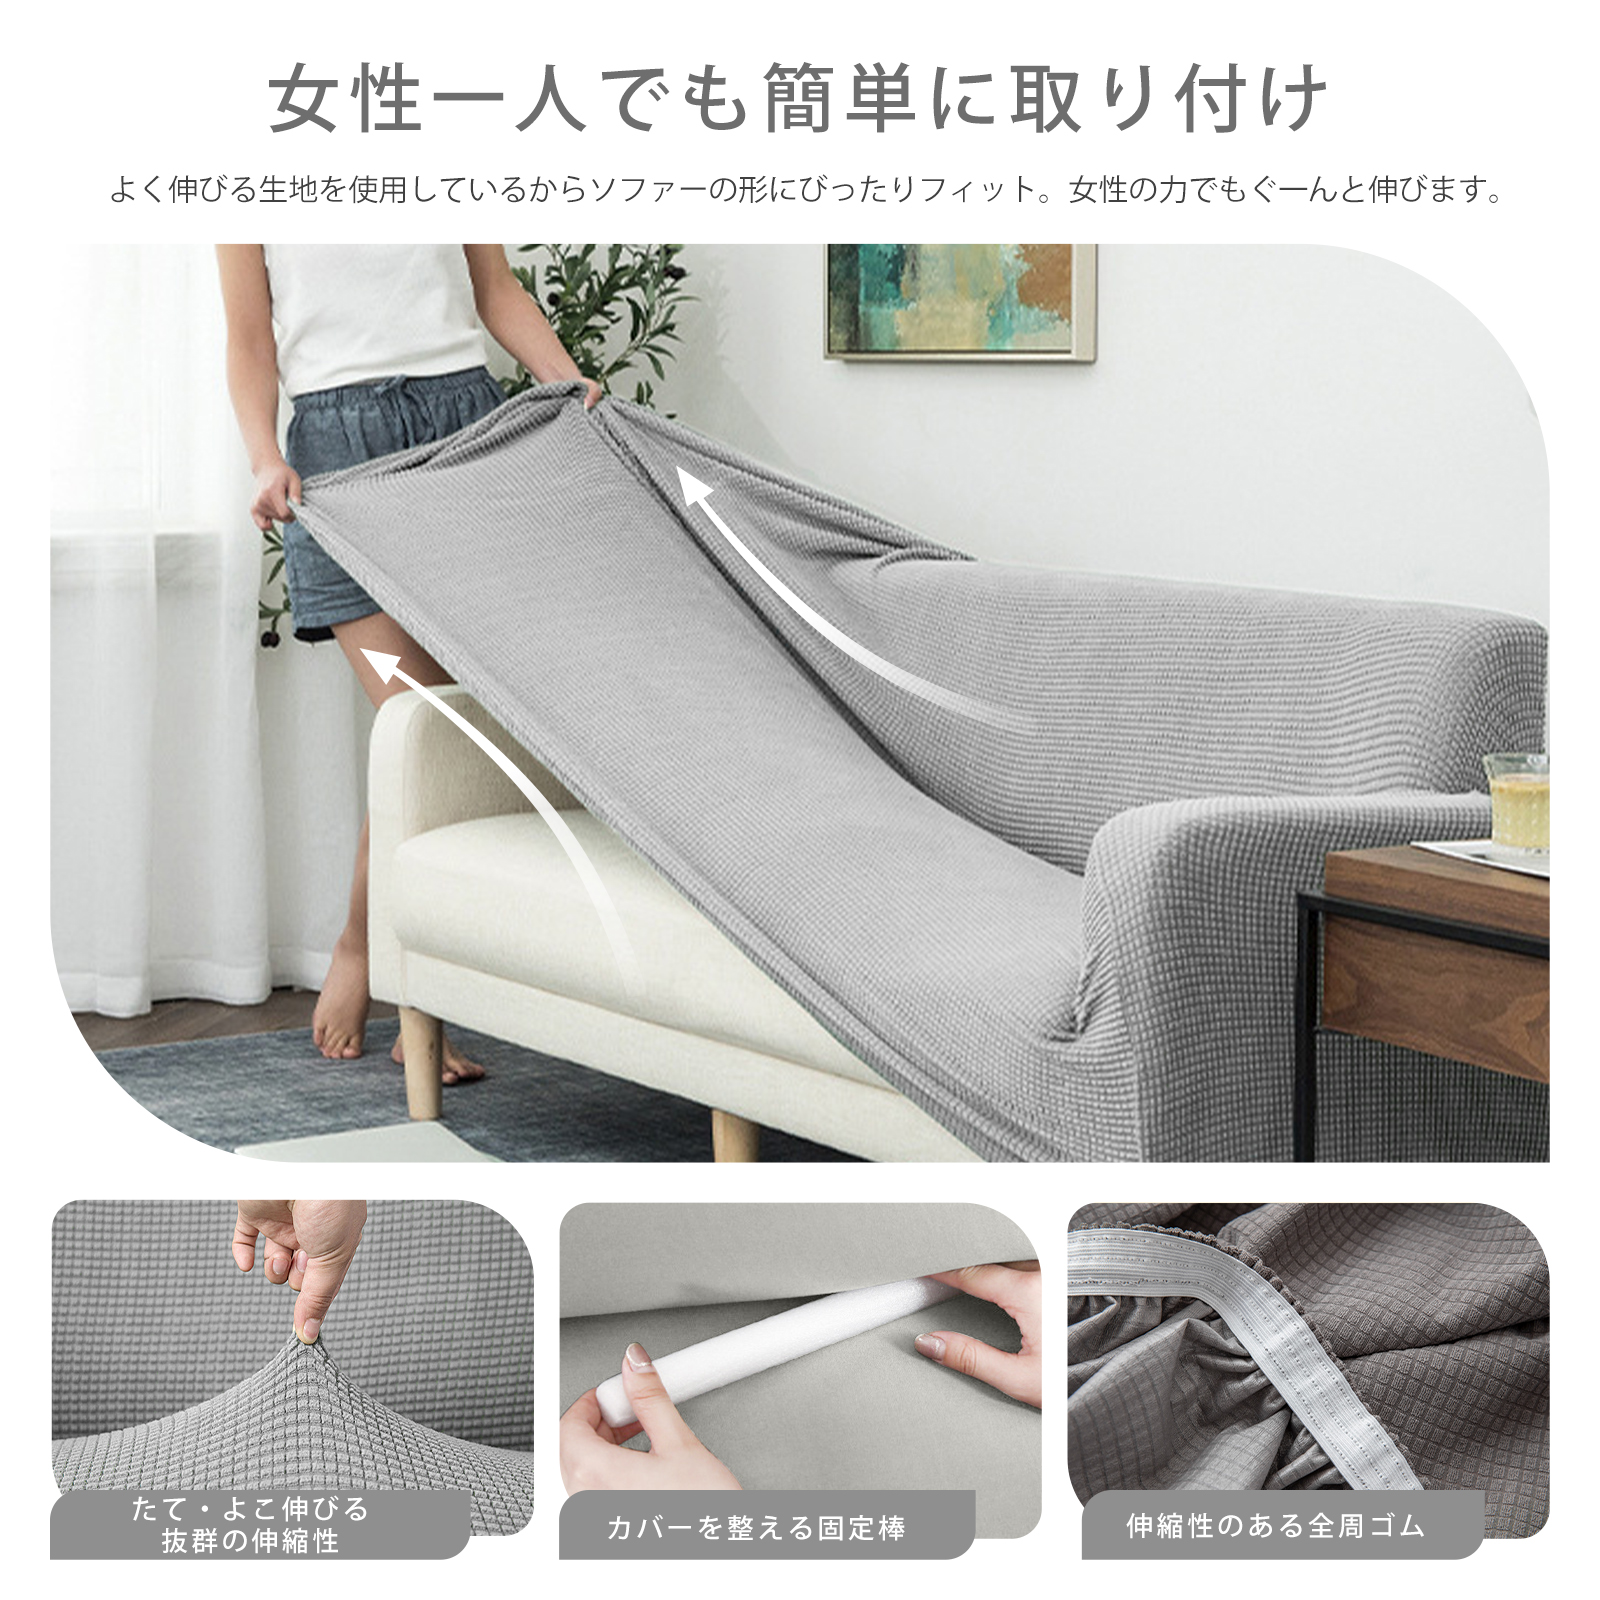 女性一人でも簡単に取り付け
よく伸びる生地を使用しているからソファーの形にびったりフィット。女性の力でもぐーんと伸びます。
たて・よこ伸びる
抜群の伸縮性
カバーを整える固定棒
伸縮性のある全周ゴム